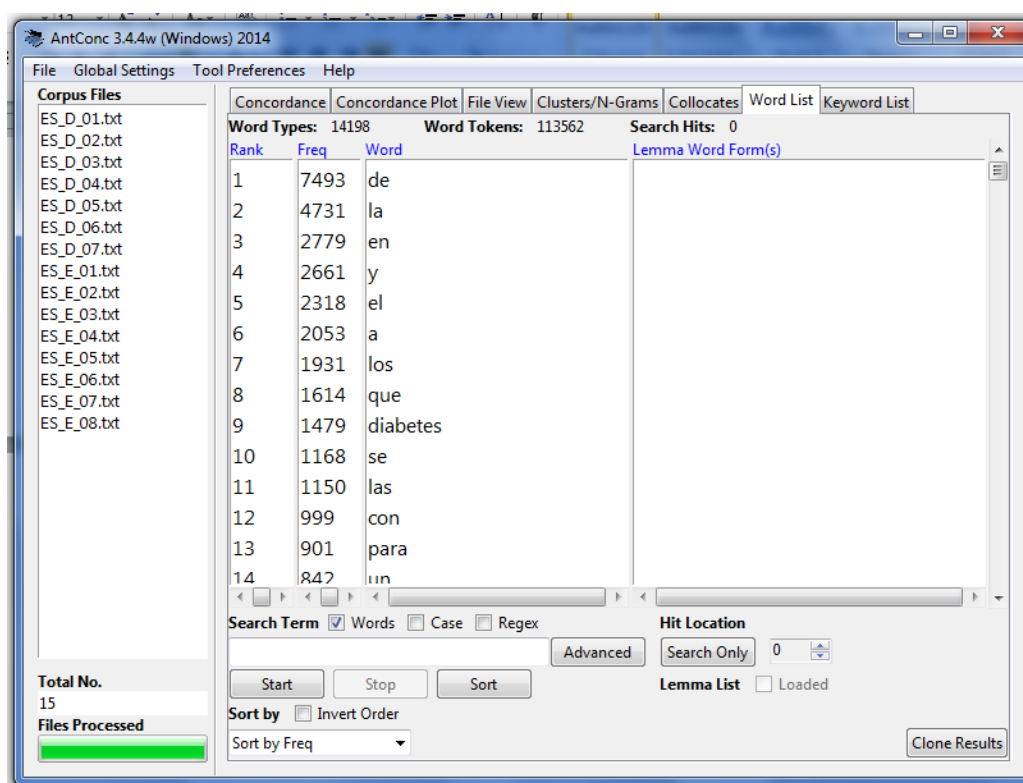 AntConc 3.4.4w (Windows) 2014
File Global Settings Tool Preferences Help
Corpus Files
ES_D_01.txt
ES_D_02.txt
ES_D_03.txt
ES_D_04.txt
ES_D_05.txt
ES_D_06.txt
ES_D_07.txt
ES_E_01.txt
ES_E_02.txt
ES_E_03.txt
ES_E_04.txt
ES_E_05.txt
ES_E_06.txt
ES_E_07.txt
ES_E_08.txt
Total No.
15
Files Processed
Concordance Concordance Plot File View Clusters/N-Grams Collocates Word List Keyword List
Word Types: 14198 Word Tokens: 113562 Search Hits: 0
Rank Freq Word Lemma Word Form(s)
1 7493 de
2 4731 la
3 2779 en
4 2661 y
5 2318 el
6 2053 a
7 1931 los
8 1614 que
9 1479 diabetes
10 1168 se
11 1150 las
12 999 con
13 901 para
14 842 un
Search Term Words Case Regex Hit Location
Advanced Search Only 0
Start Stop Sort Lemma List Loaded
Sort by Invert Order
Sort by Freq Clone Results